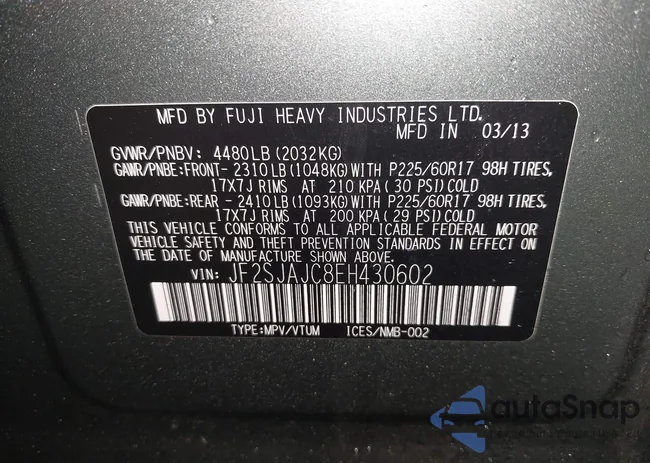 MFD BY FUJI HEAVY INDUSTRIES LTD.
MFD IN 03/13
GVWR/PNBV: 4480LB (2032KG)
GAWR/PNBE:FRONT- 2310LB (1048KG) WITH P225/60R17 98H TIRES,
17X7J RIMS AT 210 KPA (30 PSI) COLD
GAWR/PNBE:REAR - 2410LB (1093KG) WITH P225/60R17 98H TIRES,
17X7J RIMS AT 200 KPA (29 PSI) COLD
THIS VEHICLE CONFORMS TO ALL APPLICABLE FEDERAL MOTOR
VEHICLE SAFETY AND THEFT PREVENTION STANDARDS IN EFFECT ON
THE DATE OF MANUFACTURE SHOWN ABOVE.
VIN: JF2SJAJC8EH430602
TYPE:MPV/VTUM ICES/NMB-002
autoSnap